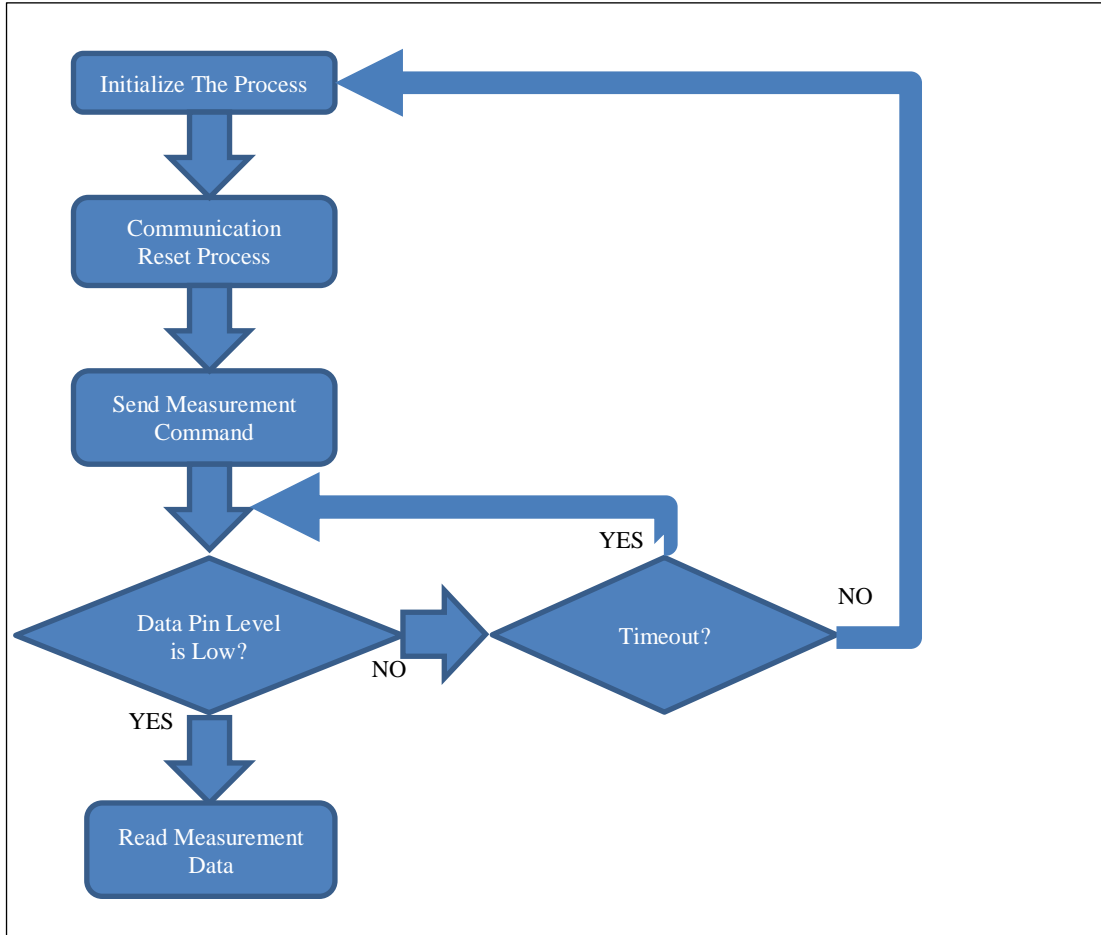 Initialize The Process
Communication
Reset Process
Send Measurement
Command
YES
NO
Data Pin Level
is Low?
Timeout?
NO
YES
Read Measurement
Data